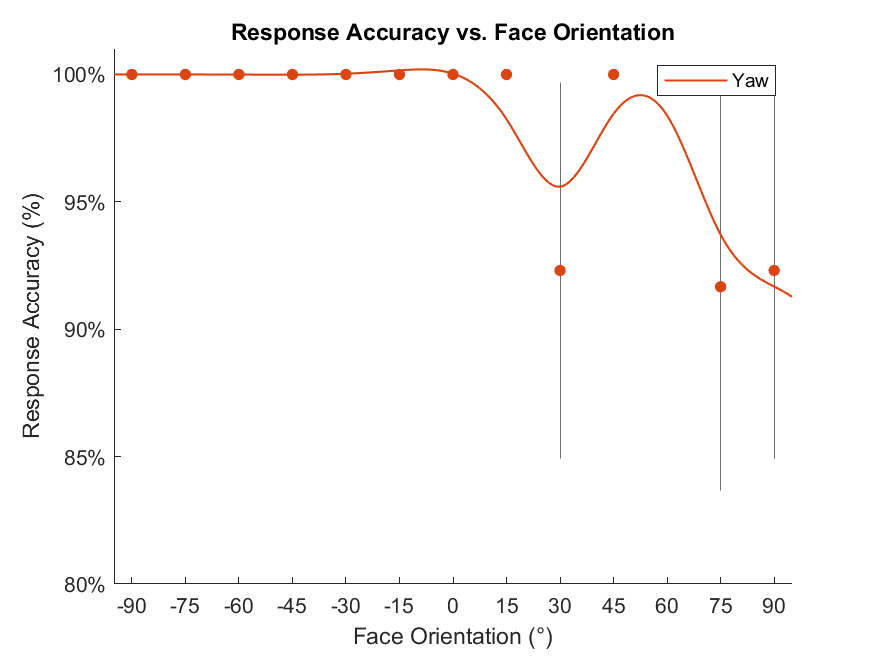 Response Accuracy vs. Face Orientation
Yaw
Response Accuracy (%)
100%
95%
90%
85%
80%
-90 -75 -60 -45 -30 -15 0 15 30 45 60 75 90
Face Orientation (°)